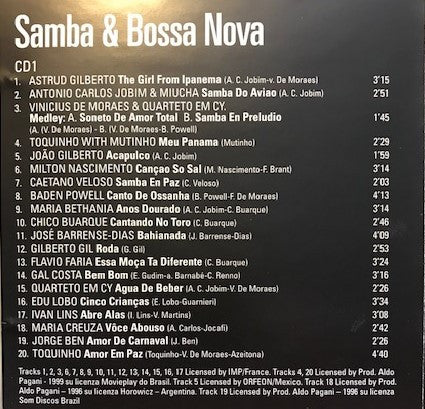 Samba & Bossa Nova
CD1
1. ASTRUD GILBERTO The Girl From Ipanema (A. C. Jobim-v. De Moraes) 3'15
2. ANTONIO CARLOS JOBIM & MIUCHA Samba Do Aviao (A. C. Jobim) 2'51
3. VINICIUS DE MORAES & QUARTETO EM CY.
Medley: A. Soneto De Amor Total B. Samba En Preludio 1'45
A. (V. De Moraes) - B. (V. De Moraes-B. Powell)
4. TOQUINHO WITH MUTINHO Meu Panama (Mutinho) 2'29
5. JOÃO GILBERTO Acapulco (A. C. Jobim) 1'59
6. MILTON NASCIMENTO Cançao So Sal (M. Nascimento-F. Brant) 3'14
7. CAETANO VELOSO Samba En Paz (C. Veloso) 2'03
8. BADEN POWELL Canto De Ossanha (B. Powell-F. De Moraes) 2'13
9. MARIA BETHANIA Anos Dourado (A. C. Jobim-C. Buarque) 3'14
10. CHICO BUARQUE Cantando No Toro (C. Buarque) 3'27
11. JOSÉ BARRENSE-DIAS Bahianada (J. Barrense-Dias) 4'09
12. GILBERTO GIL Roda (G. Gil) 2'53
13. FLAVIO FARIA Essa Moça Ta Diferente (C. Buarque) 3'24
14. GAL COSTA Bem Bom (E. Gudim-a. Barnabé-C. Renno) 3'16
15. QUARTETO EM CY Agua De Beber (A. C. Jobim-V. De Moraes) 2'26
16. EDU LOBO Cinco Crianças (E. Lobo-Guarnieri) 3'34
17. IVAN LINS Abre Alas (I. Lins-V. Martins) 3'08
18. MARIA CREUZA Vôce Abouso (A. Carlos-Jocafi) 2'42
19. JORGE BEN Amor De Carnaval (J. Ben) 2'26
20. TOQUINHO Amor Em Paz (Toquinho-V. De Moraes-Azeitona) 4'40
Tracks 1, 2, 3, 6, 7, 8, 9, 10, 11, 12, 13, 14, 15, 16, 17 Licensed by IMP/France. Tracks 4, 20 Licensed by Prod. Aldo
Pagani - 1999 su licenza Movieplay do Brasil. Track 5 Licensed by ORFEON/Mexico. Track 18 Licensed by Prod.
Aldo Pagani - 1996 su licenza Horowicz - Argentina. Track 19 Licensed by Prod. Aldo Pagani – 1996 su licenza
Som Discos Brazil